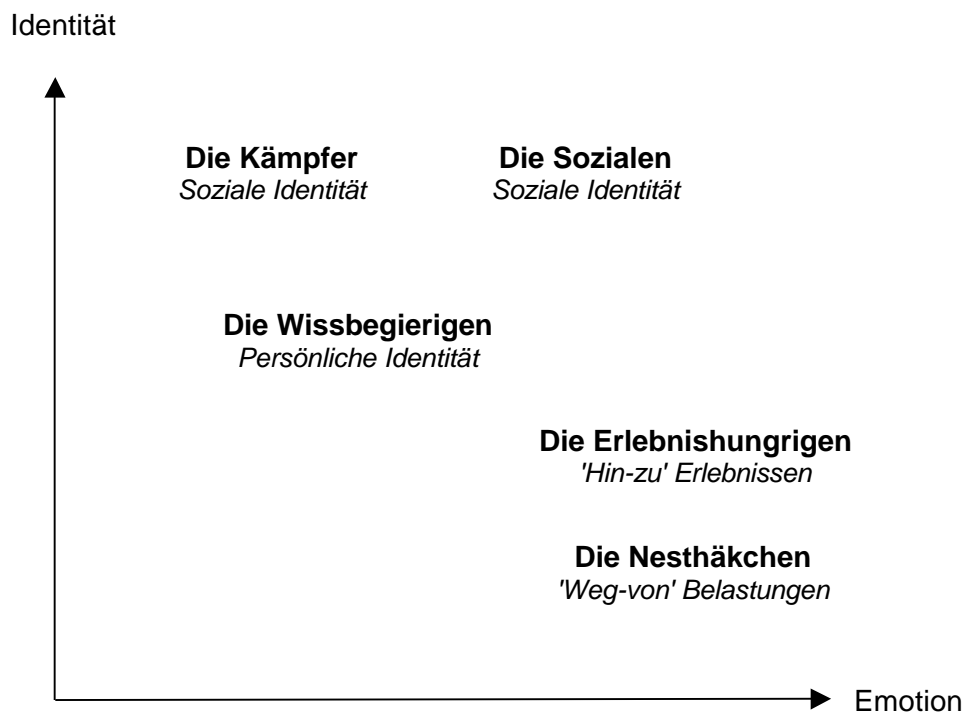 Identität
Die Kämpfer
Soziale Identität
Die Sozialen
Soziale Identität
Die Wissbegierigen
Persönliche Identität
Die Erlebnishungrigen
'Hin-zu' Erlebnissen
Die Nesthäkchen
'Weg-von' Belastungen
Emotion